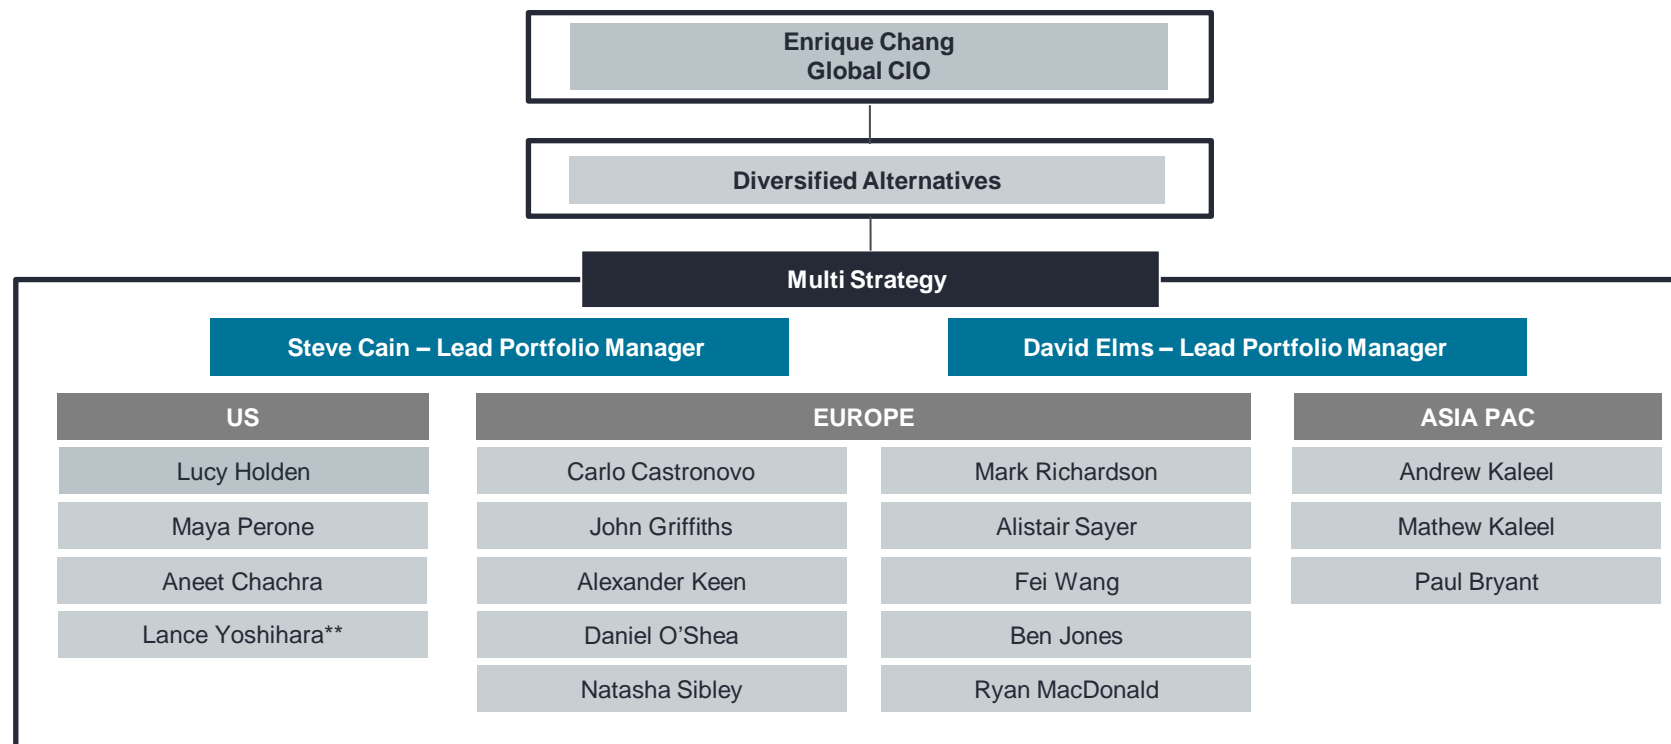 Enrique Chang
Global CIO
Diversified Alternatives
Multi Strategy
Steve Cain – Lead Portfolio Manager
David Elms – Lead Portfolio Manager
US
Lucy Holden
Maya Perone
Aneet Chachra
Lance Yoshihara**
EUROPE
Carlo Castronovo
John Griffiths
Alexander Keen
Daniel O’Shea
Natasha Sibley
Mark Richardson
Alistair Sayer
Fei Wang
Ben Jones
Ryan MacDonald
ASIA PAC
Andrew Kaleel
Mathew Kaleel
Paul Bryant